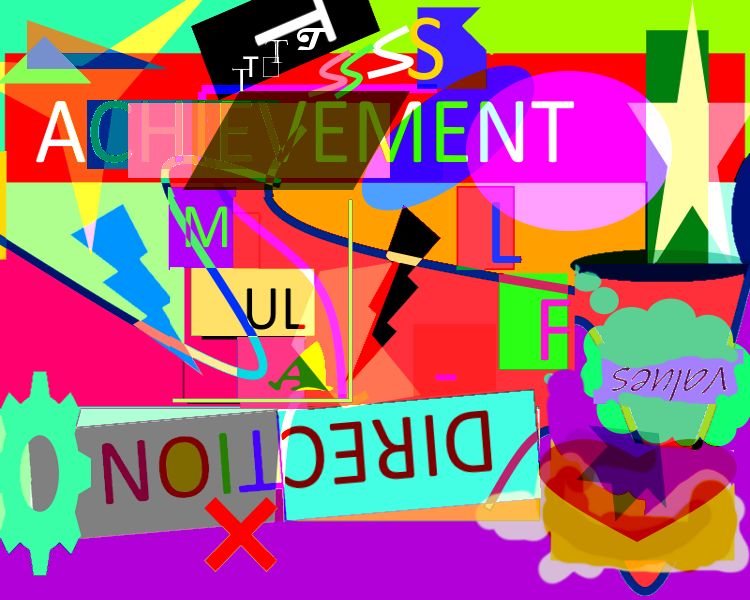 T T T T T S S S S
ACHIEVEMENT
M L
UL F
A
DIRECTION
values